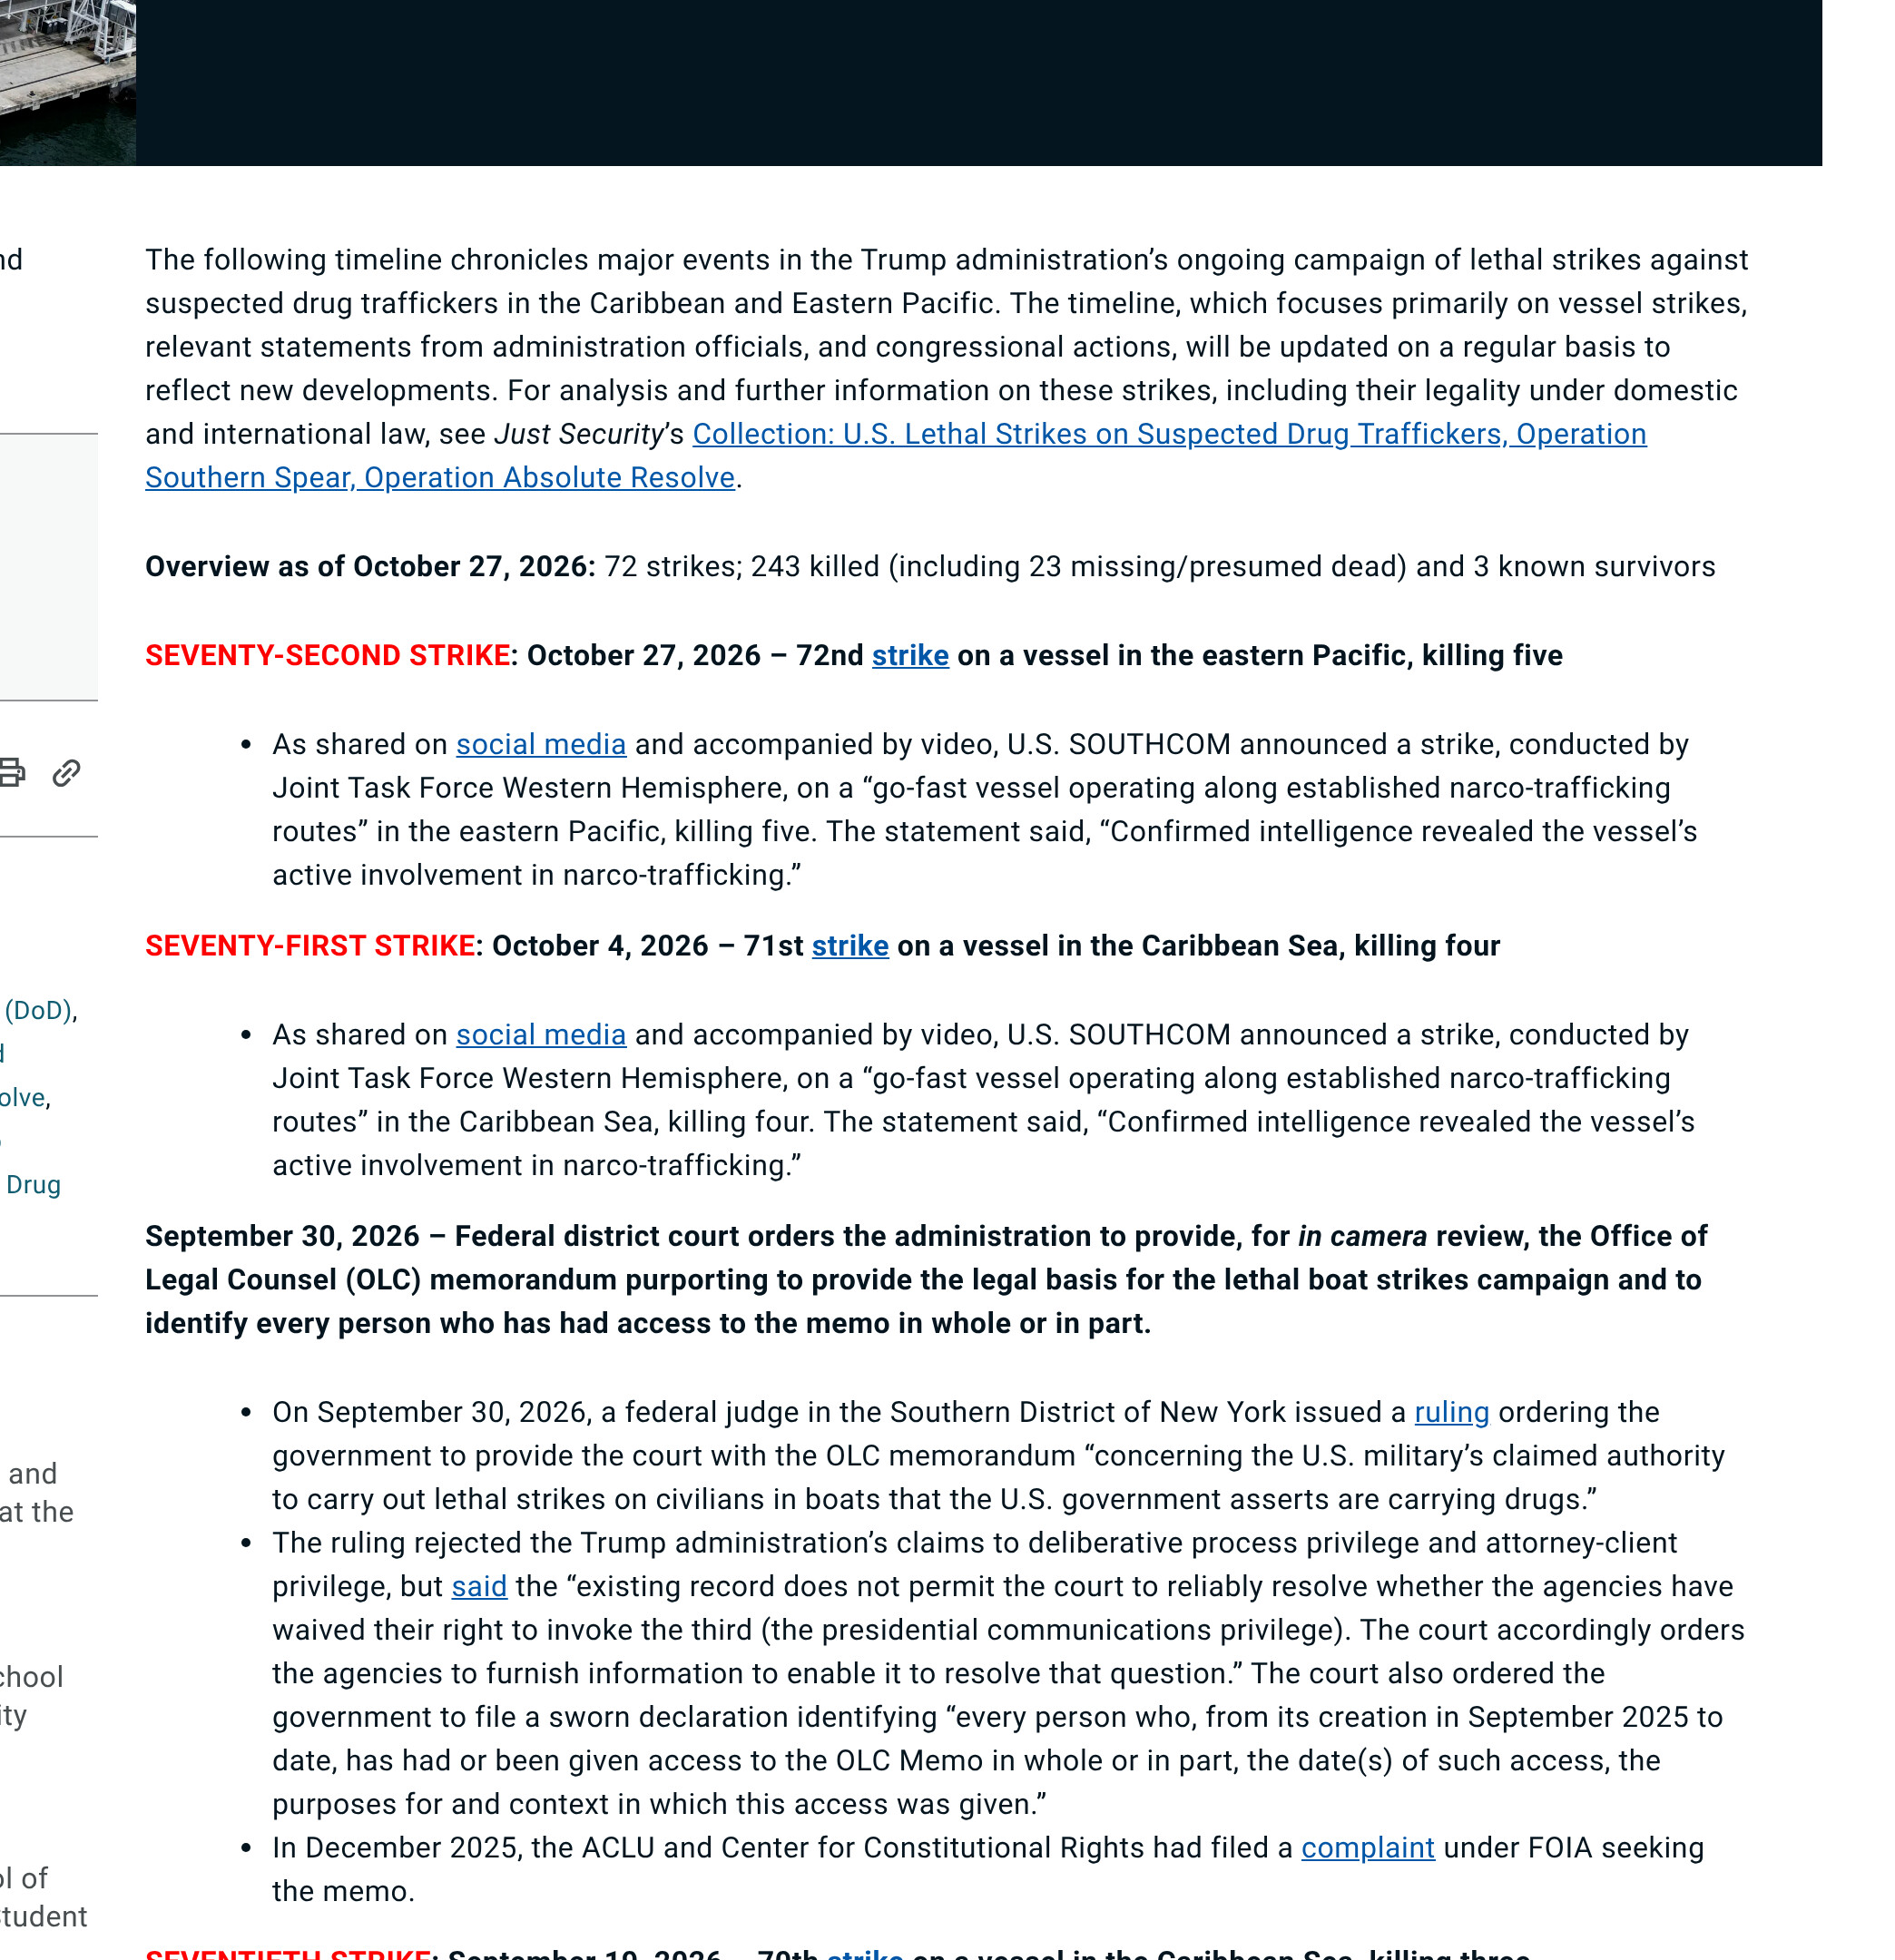 The following timeline chronicles major events in the Trump administration’s ongoing campaign of lethal strikes against
suspected drug traffickers in the Caribbean and Eastern Pacific. The timeline, which focuses primarily on vessel strikes,
relevant statements from administration officials, and congressional actions, will be updated on a regular basis to
reflect new developments. For analysis and further information on these strikes, including their legality under domestic
and international law, see Just Security’s Collection: U.S. Lethal Strikes on Suspected Drug Traffickers, Operation
Southern Spear, Operation Absolute Resolve.
Overview as of October 27, 2026: 72 strikes; 243 killed (including 23 missing/presumed dead) and 3 known survivors
SEVENTY-SECOND STRIKE: October 27, 2026 – 72nd strike on a vessel in the eastern Pacific, killing five
• As shared on social media and accompanied by video, U.S. SOUTHCOM announced a strike, conducted by
Joint Task Force Western Hemisphere, on a “go-fast vessel operating along established narco-trafficking
routes” in the eastern Pacific, killing five. The statement said, “Confirmed intelligence revealed the vessel’s
active involvement in narco-trafficking.”
SEVENTY-FIRST STRIKE: October 4, 2026 – 71st strike on a vessel in the Caribbean Sea, killing four
• As shared on social media and accompanied by video, U.S. SOUTHCOM announced a strike, conducted by
Joint Task Force Western Hemisphere, on a “go-fast vessel operating along established narco-trafficking
routes” in the Caribbean Sea, killing four. The statement said, “Confirmed intelligence revealed the vessel’s
active involvement in narco-trafficking.”
September 30, 2026 – Federal district court orders the administration to provide, for in camera review, the Office of
Legal Counsel (OLC) memorandum purporting to provide the legal basis for the lethal boat strikes campaign and to
identify every person who has had access to the memo in whole or in part.
• On September 30, 2026, a federal judge in the Southern District of New York issued a ruling ordering the
government to provide the court with the OLC memorandum “concerning the U.S. military’s claimed authority
to carry out lethal strikes on civilians in boats that the U.S. government asserts are carrying drugs.”
• The ruling rejected the Trump administration’s claims to deliberative process privilege and attorney-client
privilege, but said the “existing record does not permit the court to reliably resolve whether the agencies have
waived their right to invoke the third (the presidential communications privilege). The court accordingly orders
the agencies to furnish information to enable it to resolve that question.” The court also ordered the
government to file a sworn declaration identifying “every person who, from its creation in September 2025 to
date, has had or been given access to the OLC Memo in whole or in part, the date(s) of such access, the
purposes for and context in which this access was given.”
• In December 2025, the ACLU and Center for Constitutional Rights had filed a complaint under FOIA seeking
the memo.
SEVENTIETH STRIKE: September 19, 2026 – 70th strike on a vessel in the Caribbean Sea, killing three
(DoD),
Drug
and
at the
of